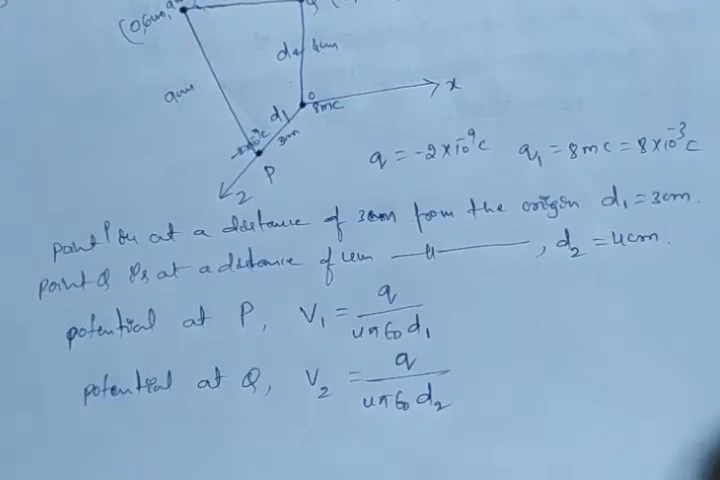 (0,6cm,
d2 4cm
9cm
x
O
8mc
d1
3cm
P
Z
q = -2×10⁻⁹c q₁ = 8mc = 8×10⁻³c
point P is at a distance of 3cm from the origin d₁ = 3cm.
point Q is at a distance of 4cm —"— , d₂ = 4cm.
potential at P, V₁ = q / 4πε₀d₁
potential at Q, V₂ = q / 4πε₀d₂